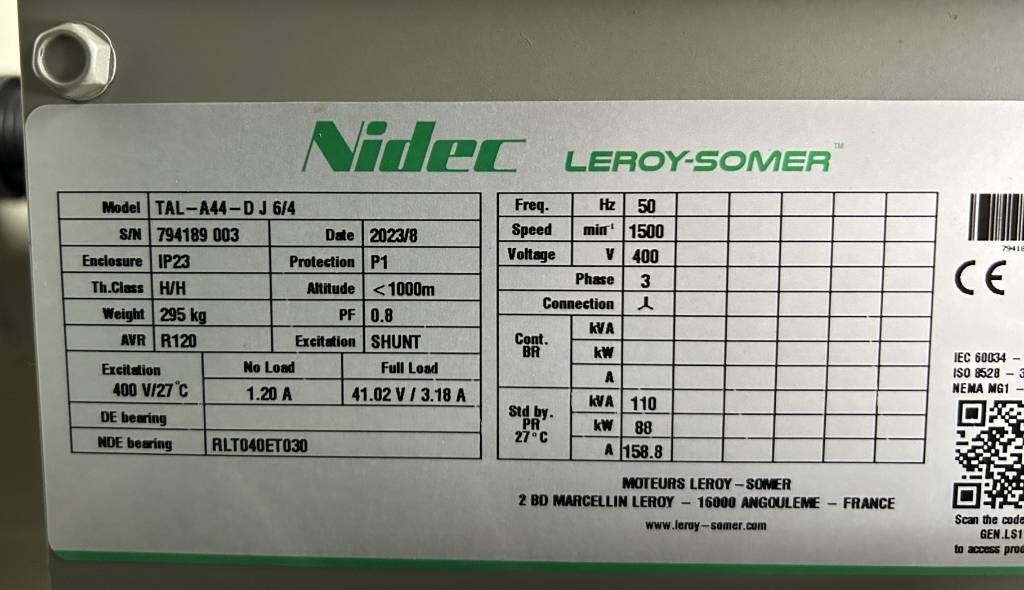 Nidec LEROY-SOMER™
Model TAL-A44-D J 6/4
S/N 794189 003 Date 2023/8
Enclosure IP23 Protection P1
Th.Class H/H Altitude <1000m
Weight 295 kg PF 0.8
AVR R120 Excitation SHUNT
Excitation 400 V/27°C No Load Full Load
1.20 A 41.02 V / 3.18 A
DE bearing
NDE bearing RLT040ET030
Freq. Hz 50
Speed min⁻¹ 1500
Voltage V 400
Phase 3
Connection
Cont. BR kVA
kW
A
Std by. PR 27°C kVA 110
kW 88
A 158.8
MOTEURS LEROY-SOMER
2 BD MARCELLIN LEROY - 16000 ANGOULEME - FRANCE
www.leroy-somer.com
79418
CE
IEC 60034 -
ISO 8528 - 3
NEMA MG1 -
Scan the code
GEN.LS1
to access prod